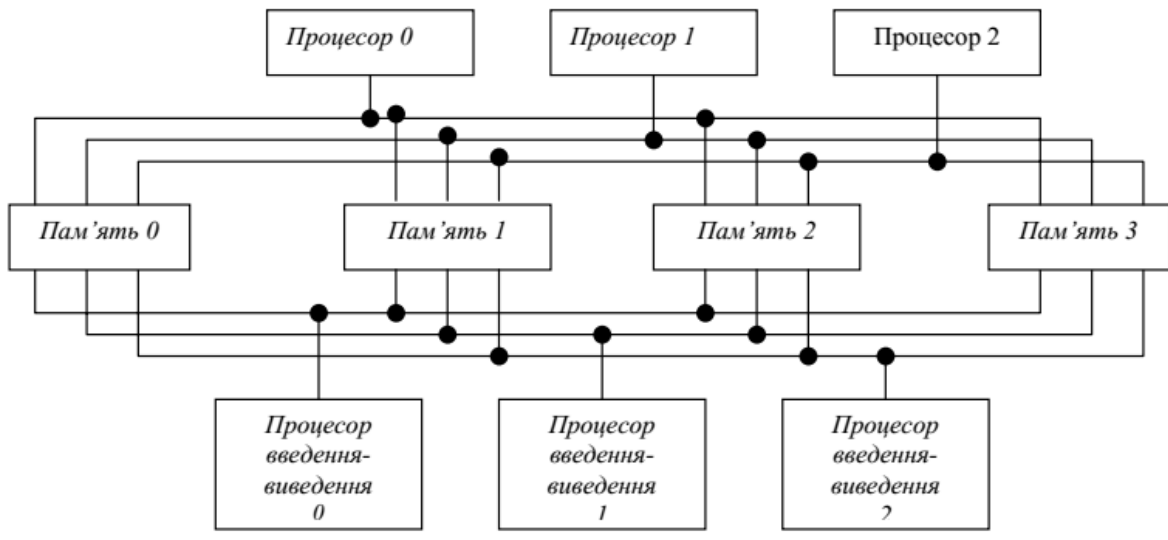 Процесор 0
Процесор 1
Процесор 2
Пам’ять 0
Пам’ять 1
Пам’ять 2
Пам’ять 3
Процесор
введення-
виведення
0
Процесор
введення-
виведення
1
Процесор
введення-
виведення
2